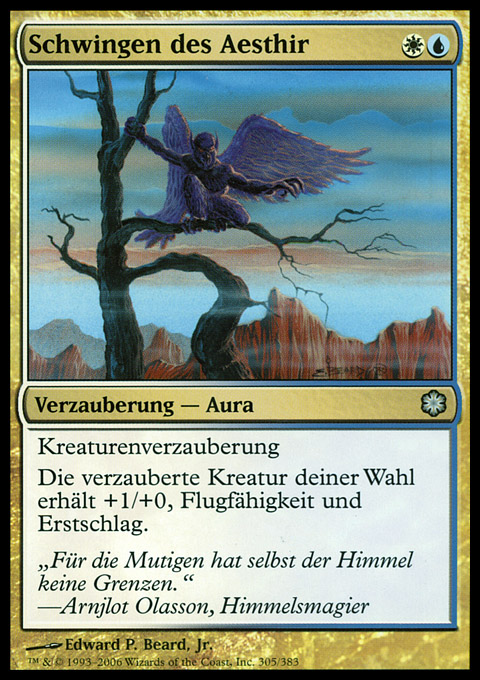 Schwingen des Aesthir
E. BEARD JR
Verzauberung — Aura
Kreaturenverzauberung
Die verzauberte Kreatur deiner Wahl
erhält +1/+0, Flugfähigkeit und
Erstschlag.
„Für die Mutigen hat selbst der Himmel
keine Grenzen.“
—Arnjlot Olasson, Himmelsmagier
Edward P. Beard, Jr.
™ & © 1993–2006 Wizards of the Coast, Inc. 305/383